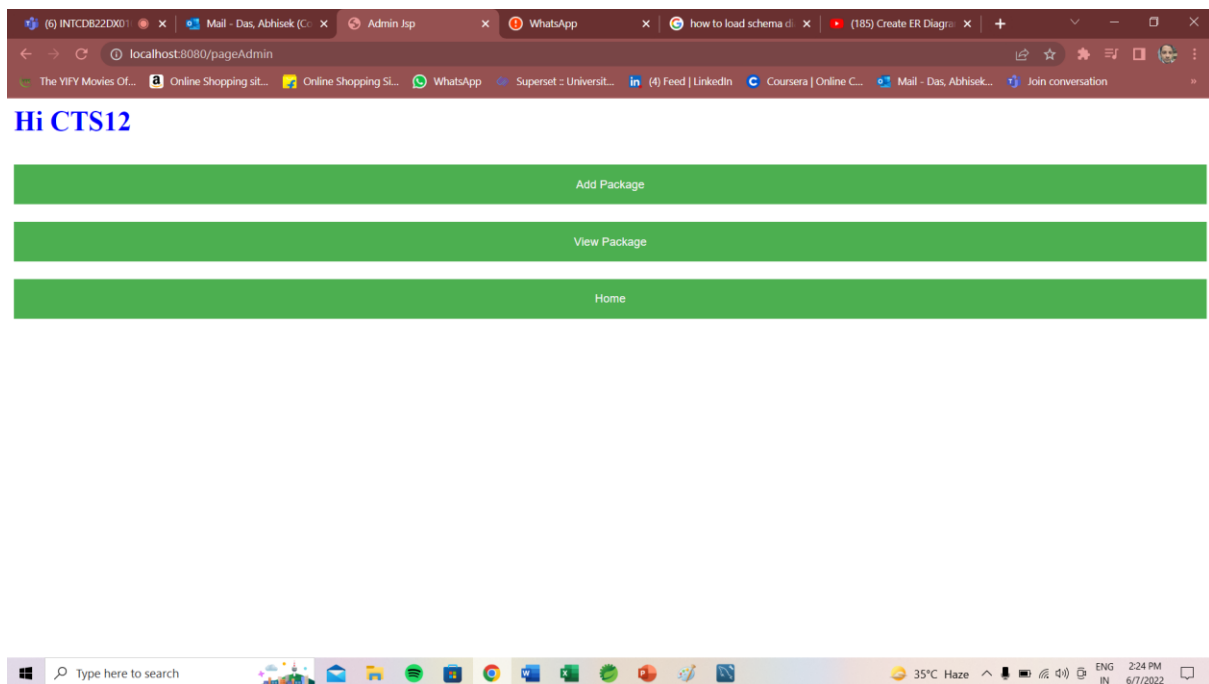 (6) INTCDB22DX01 Mail - Das, Abhisek (Co Admin Jsp WhatsApp how to load schema di (185) Create ER Diagra
localhost:8080/pageAdmin
The YIFY Movies Of... Online Shopping sit... Online Shopping Si... WhatsApp Superset :: Universit... (4) Feed | LinkedIn Coursera | Online C... Mail - Das, Abhisek... Join conversation »
Hi CTS12
Add Package
View Package
Home
Type here to search 35°C Haze ENG 2:24 PM
IN 6/7/2022